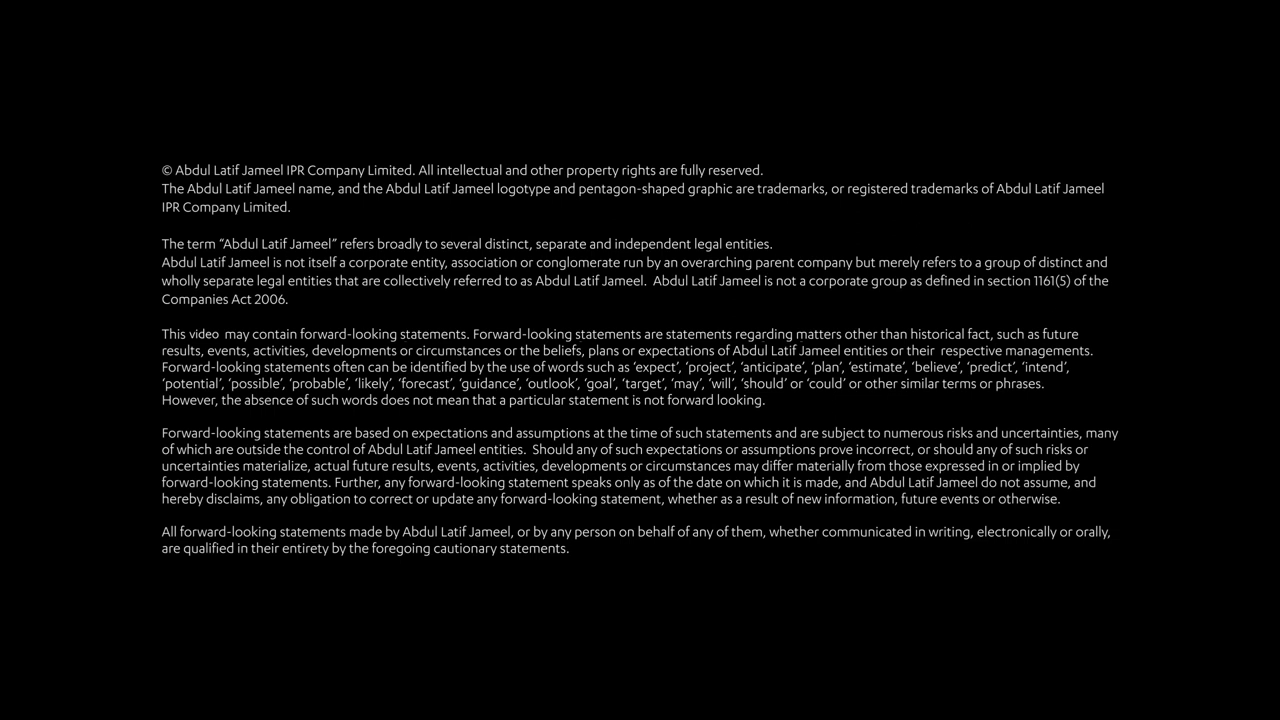 © Abdul Latif Jameel IPR Company Limited. All intellectual and other property rights are fully reserved.
The Abdul Latif Jameel name, and the Abdul Latif Jameel logotype and pentagon-shaped graphic are trademarks, or registered trademarks of Abdul Latif Jameel
IPR Company Limited.
The term “Abdul Latif Jameel” refers broadly to several distinct, separate and independent legal entities.
Abdul Latif Jameel is not itself a corporate entity, association or conglomerate run by an overarching parent company but merely refers to a group of distinct and
wholly separate legal entities that are collectively referred to as Abdul Latif Jameel.  Abdul Latif Jameel is not a corporate group as defined in section 1161(5) of the
Companies Act 2006.
This video  may contain forward-looking statements. Forward-looking statements are statements regarding matters other than historical fact, such as future
results, events, activities, developments or circumstances or the beliefs, plans or expectations of Abdul Latif Jameel entities or their  respective managements.
Forward-looking statements often can be identified by the use of words such as ‘expect’, ‘project’, ‘anticipate’, ‘plan’, ‘estimate’, ‘believe’, ‘predict’, ‘intend’,
‘potential’, ‘possible’, ‘probable’, ‘likely’, ‘forecast’, ‘guidance’, ‘outlook’, ‘goal’, ‘target’, ‘may’, ‘will’, ‘should’ or ‘could’ or other similar terms or phrases.
However, the absence of such words does not mean that a particular statement is not forward looking.
Forward-looking statements are based on expectations and assumptions at the time of such statements and are subject to numerous risks and uncertainties, many
of which are outside the control of Abdul Latif Jameel entities.  Should any of such expectations or assumptions prove incorrect, or should any of such risks or
uncertainties materialize, actual future results, events, activities, developments or circumstances may differ materially from those expressed in or implied by
forward-looking statements. Further, any forward-looking statement speaks only as of the date on which it is made, and Abdul Latif Jameel do not assume, and
hereby disclaims, any obligation to correct or update any forward-looking statement, whether as a result of new information, future events or otherwise.
All forward-looking statements made by Abdul Latif Jameel, or by any person on behalf of any of them, whether communicated in writing, electronically or orally,
are qualified in their entirety by the foregoing cautionary statements.